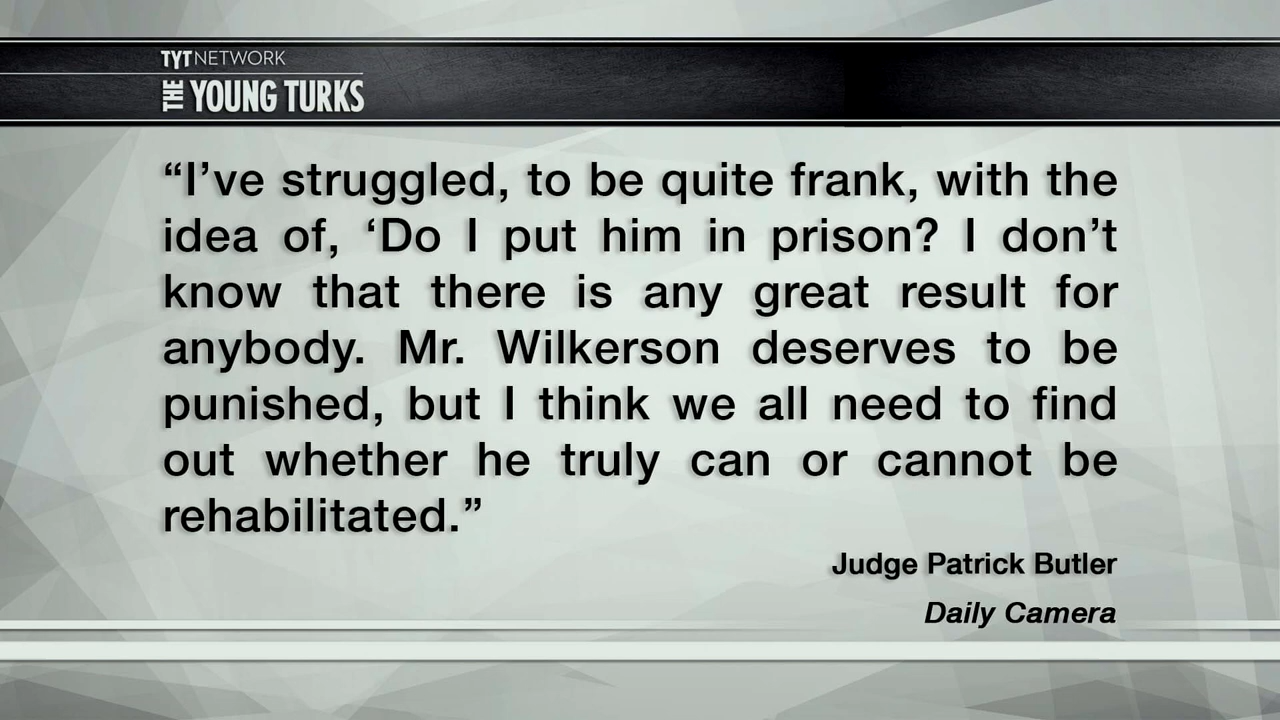 TYTNETWORK
THE YOUNG TURKS
“I’ve struggled, to be quite frank, with the
idea of, ‘Do I put him in prison? I don’t
know that there is any great result for
anybody. Mr. Wilkerson deserves to be
punished, but I think we all need to find
out whether he truly can or cannot be
rehabilitated.”
Judge Patrick Butler
Daily Camera